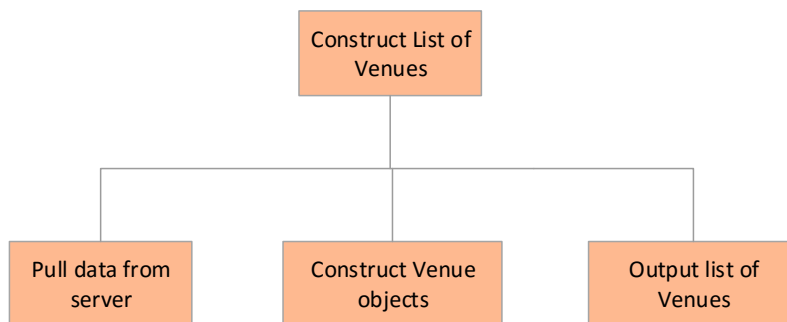 Construct List of
Venues
Pull data from
server
Construct Venue
objects
Output list of
Venues